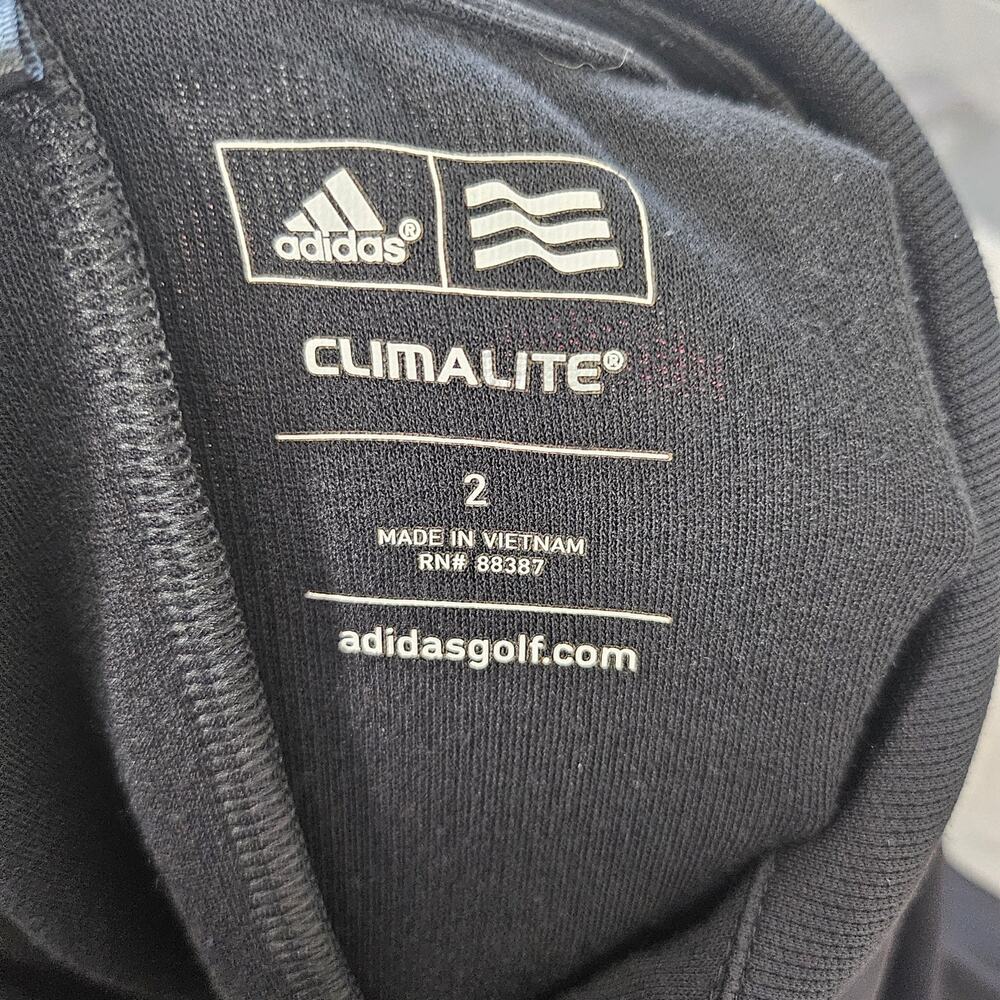 adidas®
CLIMALITE®
2
MADE IN VIETNAM
RN# 88387
adidasgolf.com